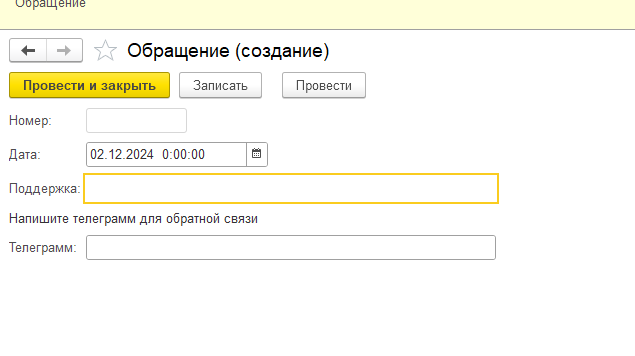 Обращение
Обращение (создание)
Провести и закрыть Записать Провести
Номер:
Дата: 02.12.2024 0:00:00
Поддержка:
Напишите телеграмм для обратной связи
Телеграмм: